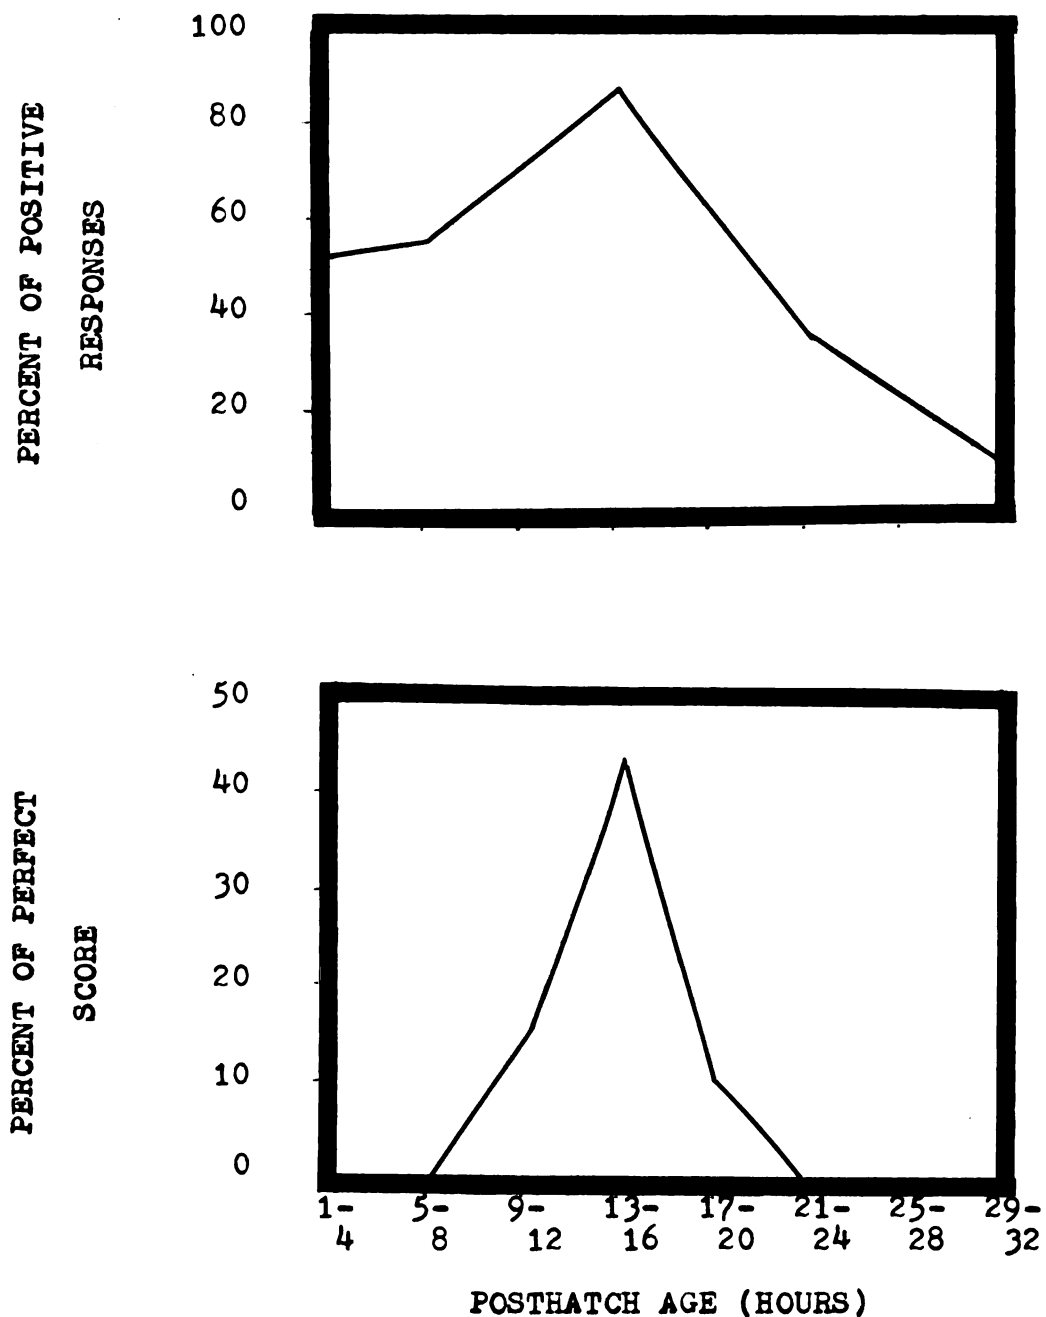 PERCENT OF POSITIVE
RESPONSES
100
80
60
40
20
0
PERCENT OF PERFECT
SCORE
50
40
30
20
10
0
1- 5- 9- 13- 17- 21- 25- 29-
4 8 12 16 20 24 28 32
POSTHATCH AGE (HOURS)